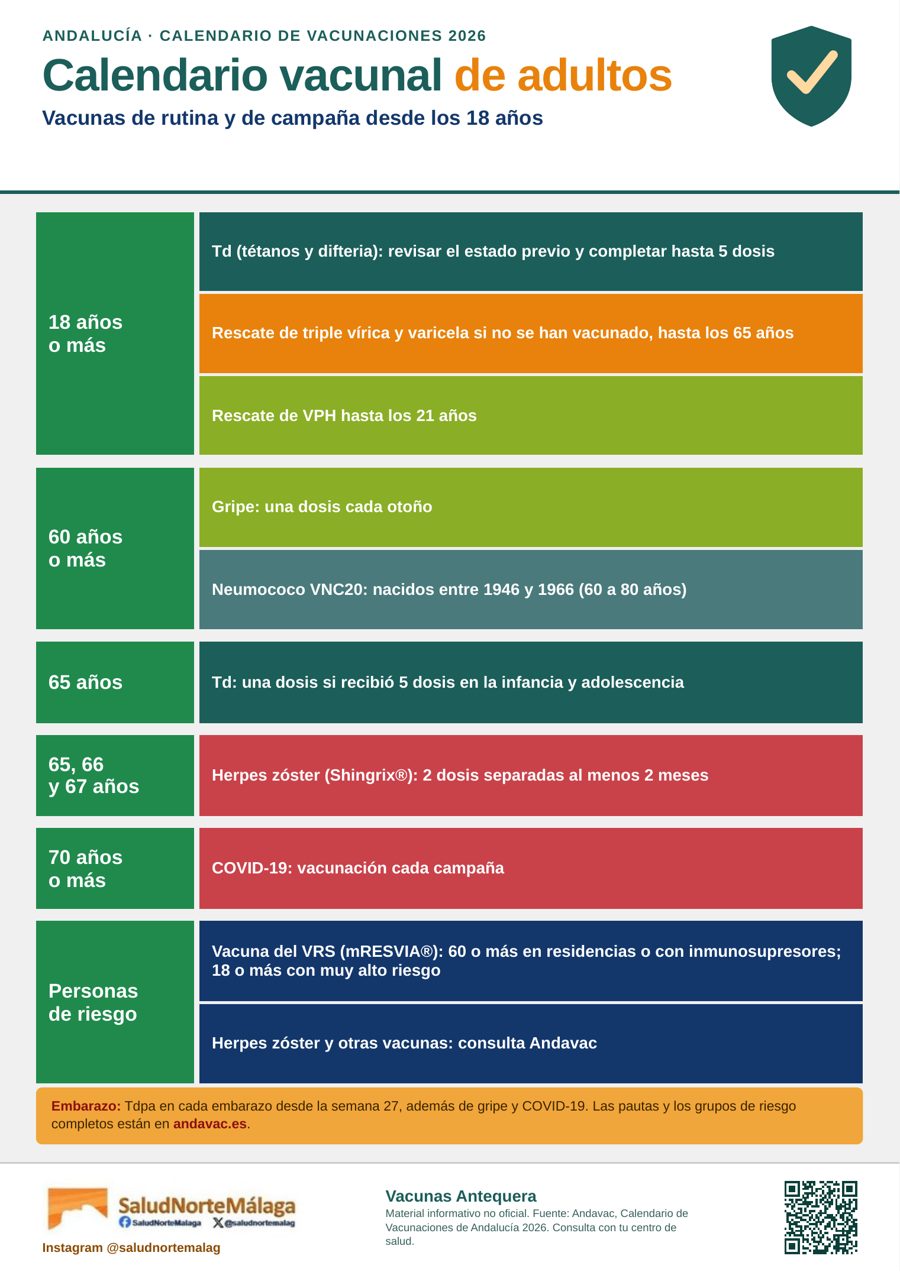 ANDALUCÍA · CALENDARIO DE VACUNACIONES 2026
Calendario vacunal de adultos
Vacunas de rutina y de campaña desde los 18 años
18 años
o más
Td (tétanos y difteria): revisar el estado previo y completar hasta 5 dosis
Rescate de triple vírica y varicela si no se han vacunado, hasta los 65 años
Rescate de VPH hasta los 21 años
60 años
o más
Gripe: una dosis cada otoño
Neumococo VNC20: nacidos entre 1946 y 1966 (60 a 80 años)
65 años
Td: una dosis si recibió 5 dosis en la infancia y adolescencia
65, 66
y 67 años
Herpes zóster (Shingrix®): 2 dosis separadas al menos 2 meses
70 años
o más
COVID-19: vacunación cada campaña
Personas
de riesgo
Vacuna del VRS (mRESVIA®): 60 o más en residencias o con inmunosupresores;
18 o más con muy alto riesgo
Herpes zóster y otras vacunas: consulta Andavac
Embarazo: Tdpa en cada embarazo desde la semana 27, además de gripe y COVID-19. Las pautas y los grupos de riesgo
completos están en andavac.es.
SaludNorteMálaga
SaludNorteMalaga @saludnortemalag
Instagram @saludnortemalag
Vacunas Antequera
Material informativo no oficial. Fuente: Andavac, Calendario de
Vacunaciones de Andalucía 2026. Consulta con tu centro de
salud.